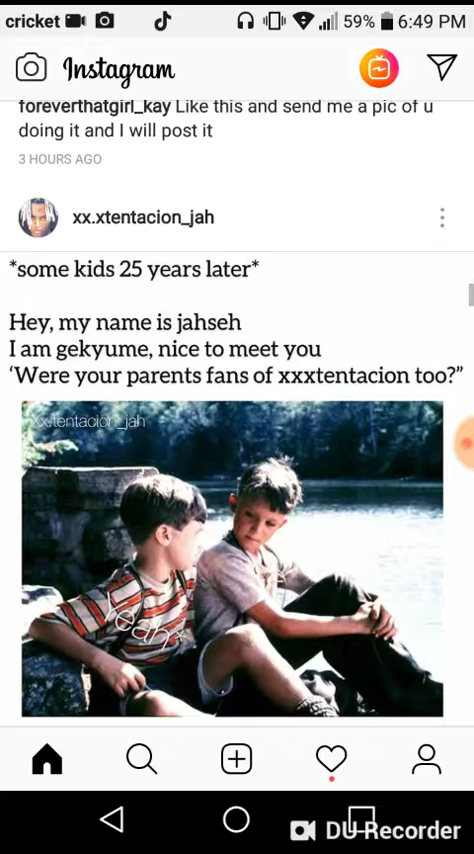 cricket 59% 6:49 PM
Instagram
foreverthatgirl_kay Like this and send me a pic of u
doing it and I will post it
3 HOURS AGO
xx.xtentacion_jah
*some kids 25 years later*
Hey, my name is jahseh
I am gekyume, nice to meet you
‘Were your parents fans of xxxtentacion too?”
xx.tentacion_jah
yeah
DU Recorder